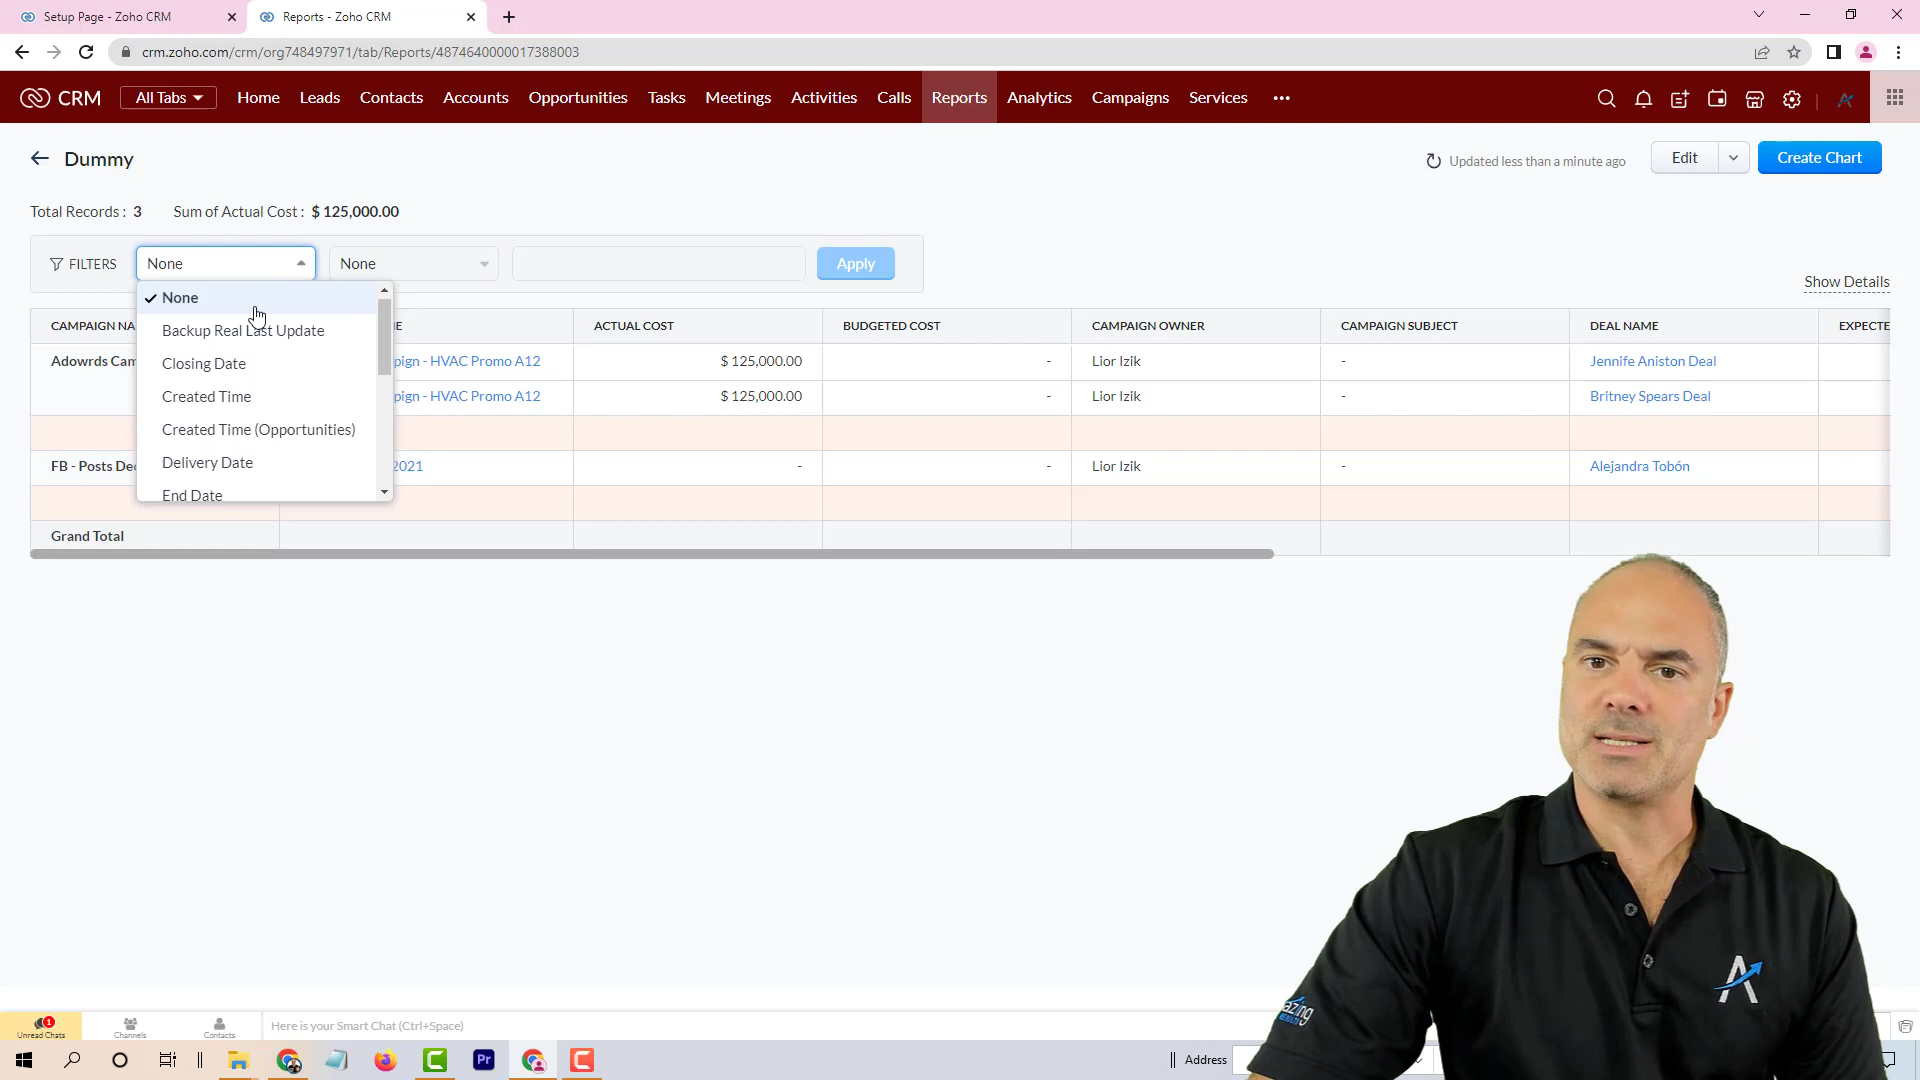 Setup Page - Zoho CRM
Reports - Zoho CRM
crm.zoho.com/crm/org748497971/tab/Reports/4874640000017388003
CRM All Tabs Home Leads Contacts Accounts Opportunities Tasks Meetings Activities Calls Reports Analytics Campaigns Services
Dummy
Updated less than a minute ago Edit Create Chart
Total Records : 3 Sum of Actual Cost : $ 125,000.00
FILTERS None None Apply
Show Details
None
Backup Real Last Update
Closing Date
Created Time
Created Time (Opportunities)
Delivery Date
End Date
CAMPAIGN NA E ACTUAL COST BUDGETED COST CAMPAIGN OWNER CAMPAIGN SUBJECT DEAL NAME EXPECTE
Adowrds Cam pign - HVAC Promo A12 $ 125,000.00 - Lior Izik - Jennife Aniston Deal
pign - HVAC Promo A12 $ 125,000.00 - Lior Izik - Britney Spears Deal
FB - Posts Dec 2021 - - Lior Izik - Alejandra Tobón
Grand Total
1
Unread Chats Channels Contacts Here is your Smart Chat (Ctrl+Space)
Pr Address